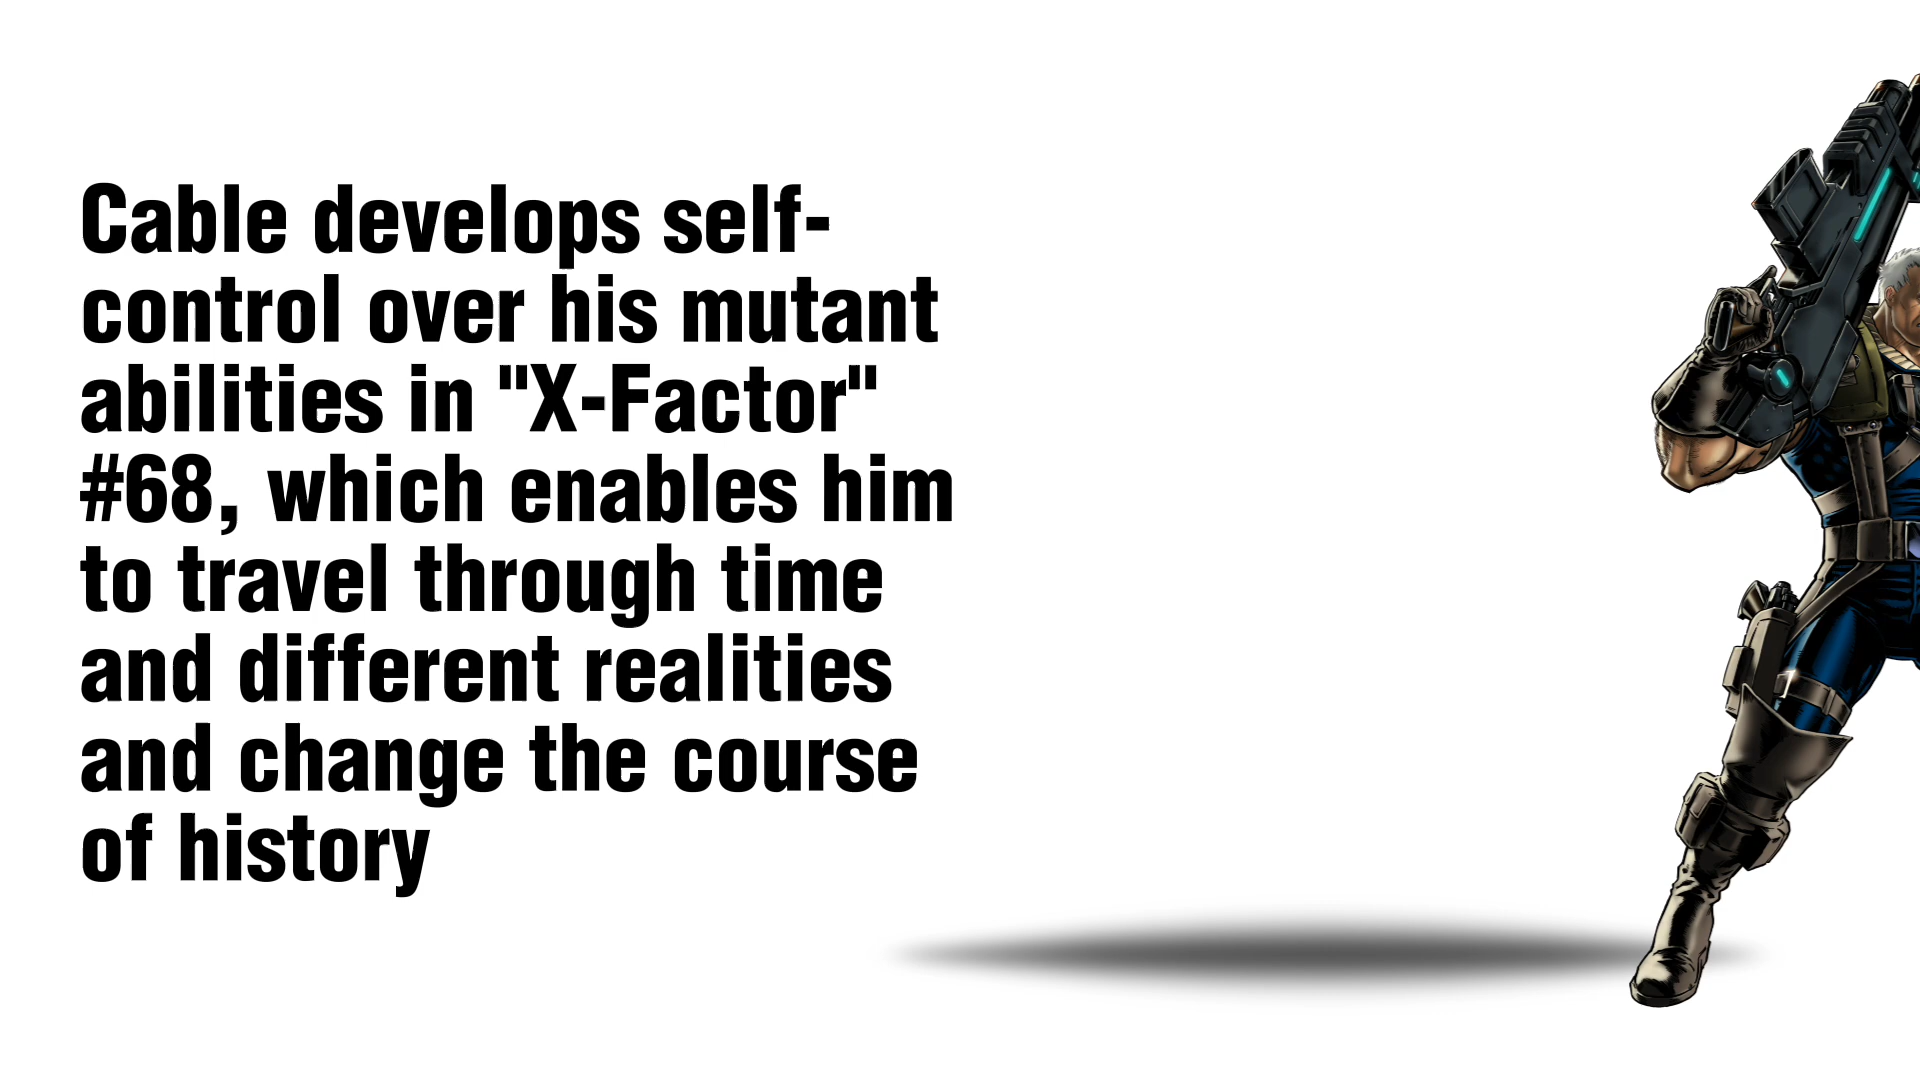 Cable develops self-
control over his mutant
abilities in "X-Factor"
#68, which enables him
to travel through time
and different realities
and change the course
of history